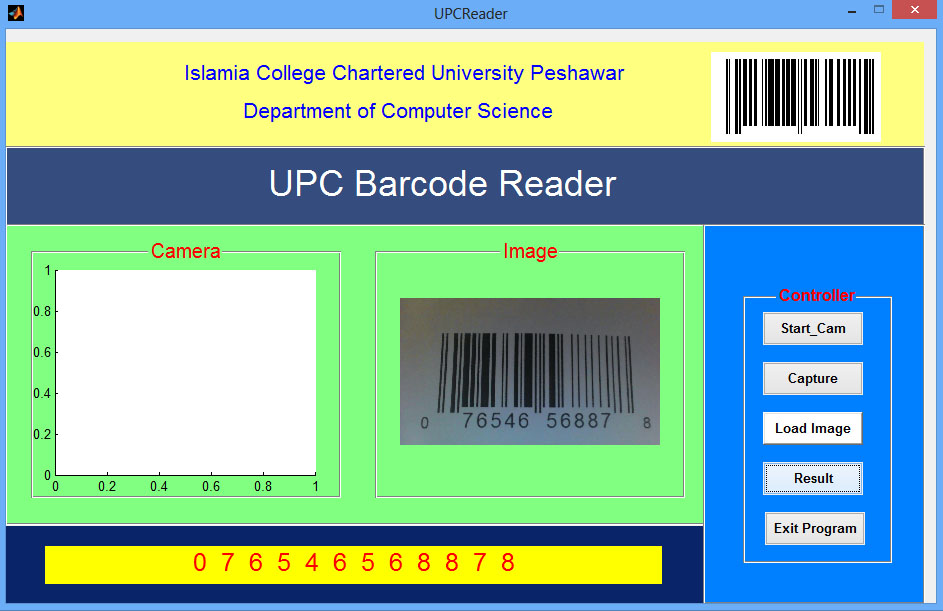 UPCReader
Islamia College Chartered University Peshawar
Department of Computer Science
UPC Barcode Reader
Camera
1
0.8
0.6
0.4
0.2
0
0 0.2 0.4 0.6 0.8 1
Image
0 76546 56887 8
Controller
Start_Cam
Capture
Load Image
Result
Exit Program
0 7 6 5 4 6 5 6 8 8 7 8